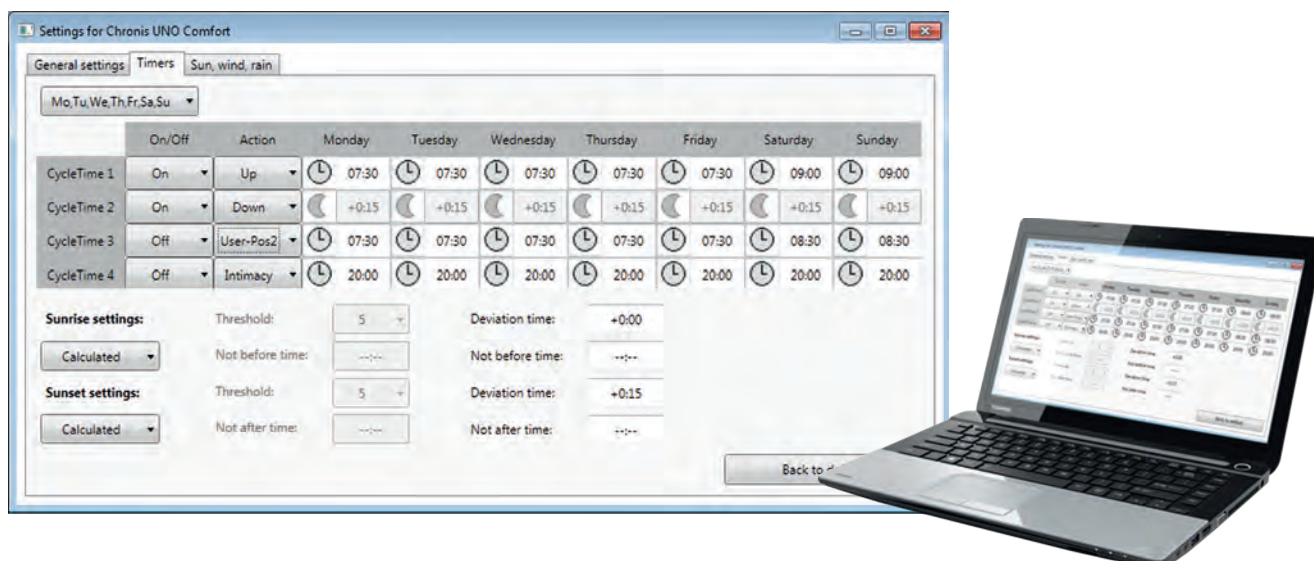 Settings for Chronis UNO Comfort
General settings Timers Sun, wind, rain
Mo,Tu,We,Th,Fr,Sa,Su
On/Off Action Monday Tuesday Wednesday Thursday Friday Saturday Sunday
CycleTime 1 On Up 07:30 07:30 07:30 07:30 07:30 09:00 09:00
CycleTime 2 On Down +0:15 +0:15 +0:15 +0:15 +0:15 +0:15 +0:15
CycleTime 3 Off User-Pos2 07:30 07:30 07:30 07:30 07:30 08:30 08:30
CycleTime 4 Off Intimacy 20:00 20:00 20:00 20:00 20:00 20:00 20:00
Sunrise settings: Threshold: 5 Deviation time: +0:00
Calculated Not before time: --:-- Not before time: --:--
Sunset settings: Threshold: 5 Deviation time: +0:15
Calculated Not after time: --:-- Not after time: --:--
Back to